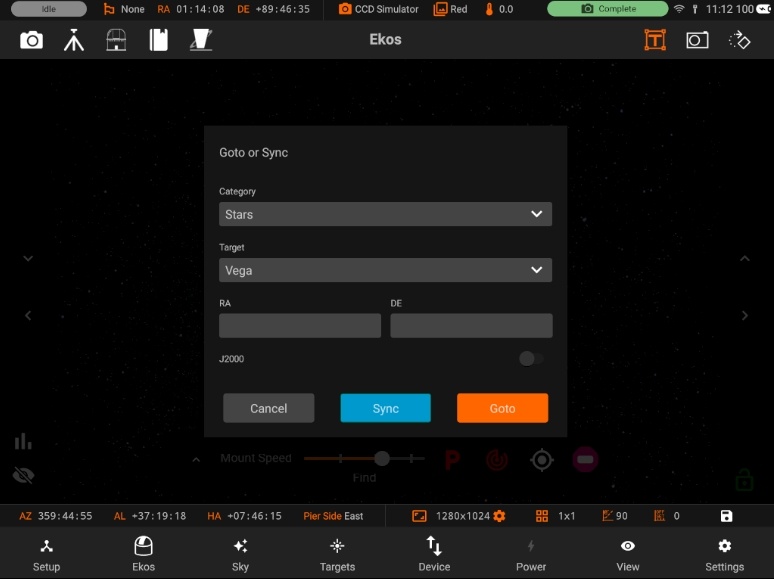 Idle None RA 01:14:08 DE +89:46:35 CCD Simulator Red 0.0 Complete 11:12 100
Ekos
T
Goto or Sync
Category
Stars
Target
Vega
RA DE
J2000
Cancel Sync Goto
Mount Speed P
Find
AZ 359:44:55 AL +37:19:18 HA +07:46:15 Pier Side East 1280x1024 1x1 90 0
Setup Ekos Sky Targets Device Power View Settings